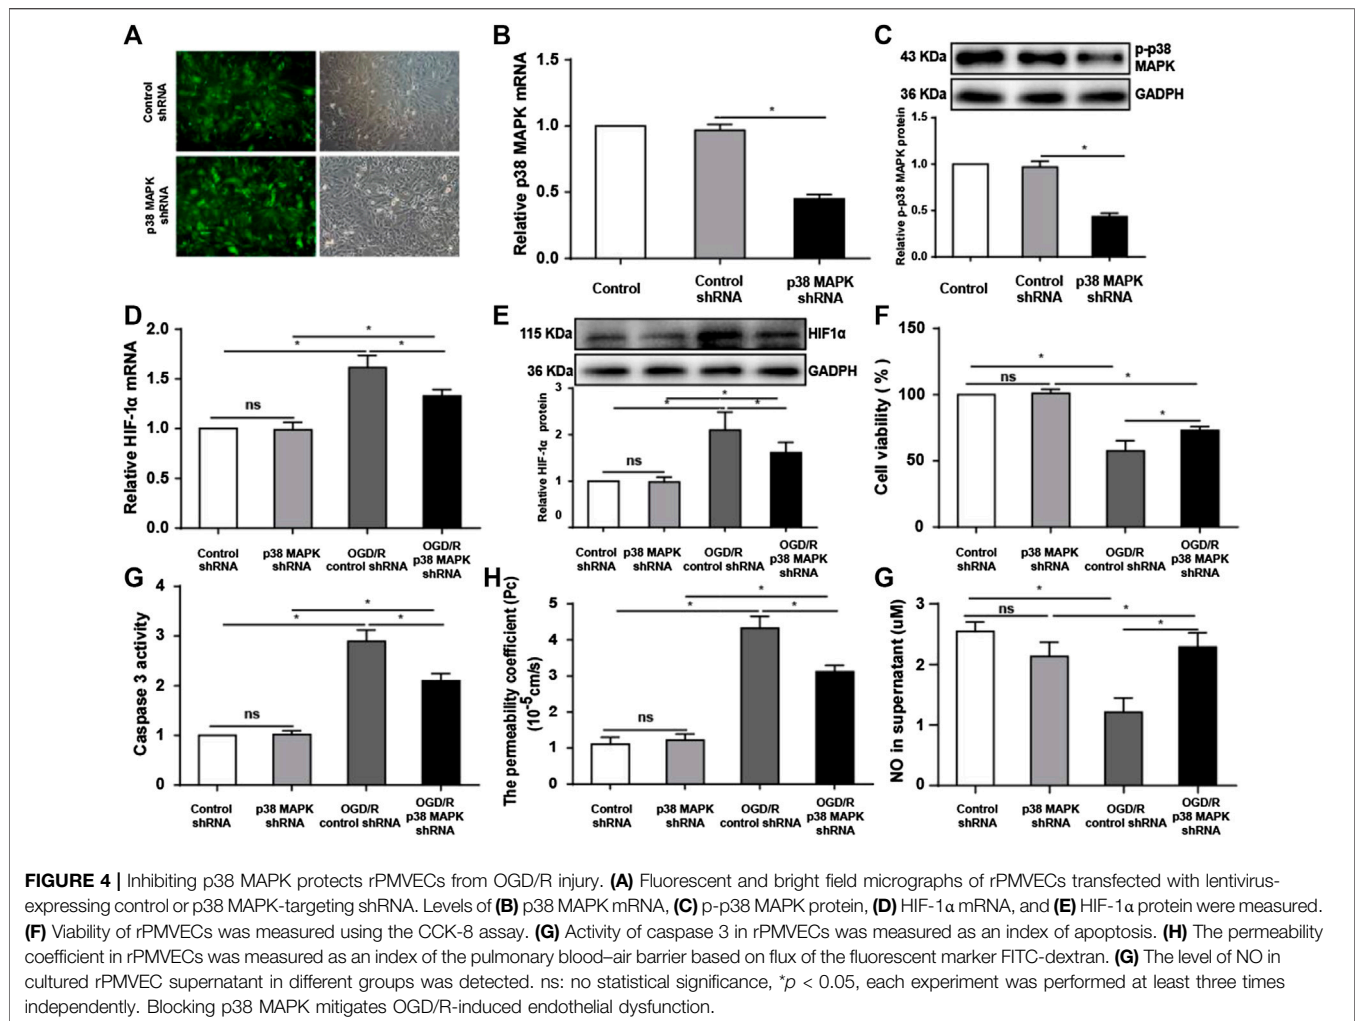 A
Control
shRNA
p38 MAPK
shRNA
B
Relative p38 MAPK mRNA
1.5
1.0
0.5
0.0
*
Control
Control
shRNA
p38 MAPK
shRNA
C
43 KDa
p-p38
MAPK
36 KDa
GADPH
Relative p-p38 MAPK protein
1.5
1.0
0.5
0.0
*
Control
Control
shRNA
p38 MAPK
shRNA
D
Relative HIF-1α mRNA
2.0
1.5
1.0
0.5
0.0
*
*
*
ns
Control
shRNA
p38 MAPK
shRNA
OGD/R
control shRNA
OGD/R
p38 MAPK
shRNA
E
115 KDa
HIF1α
36 KDa
GADPH
Relative HIF-1α protein
3
2
1
0
*
*
*
ns
Control
shRNA
p38 MAPK
shRNA
OGD/R
control shRNA
OGD/R
p38 MAPK
shRNA
F
Cell viability ( % )
150
100
50
0
*
ns
*
*
Control
shRNA
p38 MAPK
shRNA
OGD/R
control shRNA
OGD/R
p38 MAPK
shRNA
G
Caspase 3 activity
4
3
2
1
0
*
*
*
ns
Control
shRNA
p38 MAPK
shRNA
OGD/R
control shRNA
OGD/R
p38 MAPK
shRNA
H
The permeability coefficient (Pc)
(10-5cm/s)
5
4
3
2
1
0
*
*
*
ns
Control
shRNA
p38 MAPK
shRNA
OGD/R
control shRNA
OGD/R
p38 MAPK
shRNA
G
NO in supernatant (uM)
3
2
1
0
*
ns
*
*
Control
shRNA
p38 MAPK
shRNA
OGD/R
control shRNA
OGD/R
p38 MAPK
shRNA
FIGURE 4 | Inhibiting p38 MAPK protects rPMVECs from OGD/R injury. (A) Fluorescent and bright field micrographs of rPMVECs transfected with lentivirus-
expressing control or p38 MAPK-targeting shRNA. Levels of (B) p38 MAPK mRNA, (C) p-p38 MAPK protein, (D) HIF-1α mRNA, and (E) HIF-1α protein were measured.
(F) Viability of rPMVECs was measured using the CCK-8 assay. (G) Activity of caspase 3 in rPMVECs was measured as an index of apoptosis. (H) The permeability
coefficient in rPMVECs was measured as an index of the pulmonary blood–air barrier based on flux of the fluorescent marker FITC-dextran. (G) The level of NO in
cultured rPMVEC supernatant in different groups was detected. ns: no statistical significance, *p < 0.05, each experiment was performed at least three times
independently. Blocking p38 MAPK mitigates OGD/R-induced endothelial dysfunction.